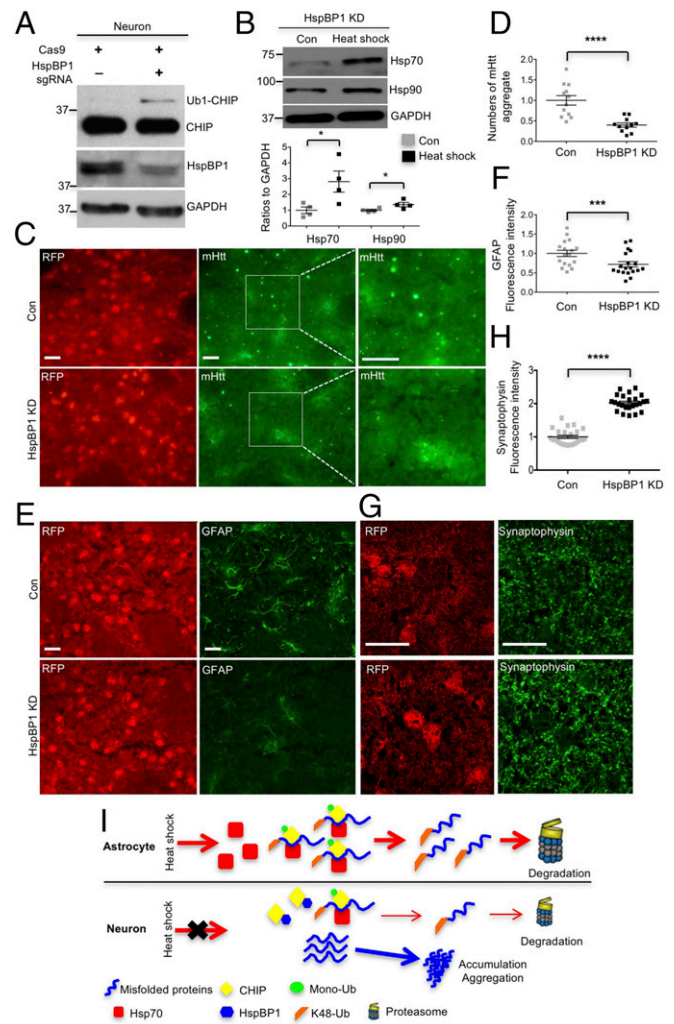 A
Neuron
Cas9 + +
HspBP1 sgRNA – +
Ub1-CHIP
37
CHIP
HspBP1
37
GAPDH
37
B
HspBP1 KD
Con Heat shock
75
Hsp70
100
Hsp90
37
GAPDH
Con
Heat shock
Ratios to GAPDH
6
4
2
0
* *
Hsp70 Hsp90
D
Numbers of mHtt aggregate
2.0
1.5
1.0
0.5
0.0
****
Con HspBP1 KD
F
GFAP
Fluorescence intensity
2.0
1.5
1.0
0.5
0.0
***
Con HspBP1 KD
H
Synaptophysin
Fluorescence intensity
3
2
1
0
****
Con HspBP1 KD
C
Con
RFP mHtt mHtt
HspBP1 KD
RFP mHtt mHtt
E
Con
RFP GFAP
HspBP1 KD
RFP GFAP
G
RFP Synaptophysin
RFP Synaptophysin
I
Astrocyte
Heat shock
Degradation
Neuron
Heat shock
Degradation
Accumulation
Aggregation
Misfolded proteins CHIP Mono-Ub
Hsp70 HspBP1 K48-Ub Proteasome